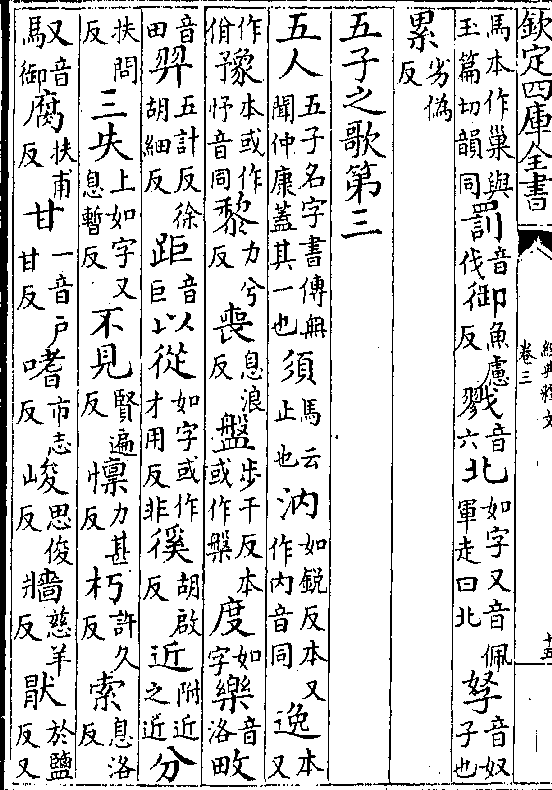 欽定四庫全書
經典釋文
卷三
十五
馬本作巢與玉篇切韻同罰音伐御魚慮反戮音六北如字又音佩軍走曰北孥音奴子也
累劣偽反
五子之歌第三
五人五子名字書傳無聞仲康蓋其一也須馬云止也汭如銳反本又作內音同逸本又
作佾豫本或作忬音同黎力兮反喪息浪反盤步干反本或作槃度如字樂音洛畋
音田羿五計反徐胡細反距音巨以從如字或作才用反非徯胡啟反近附近之近分
扶問反三失上如字又息暫反不見賢遍反懍力甚反朽許久反索息洛反
馭音御腐扶甫反甘一音戶甘反嗜市志反峻思俊反牆慈羊反猒於鹽反又